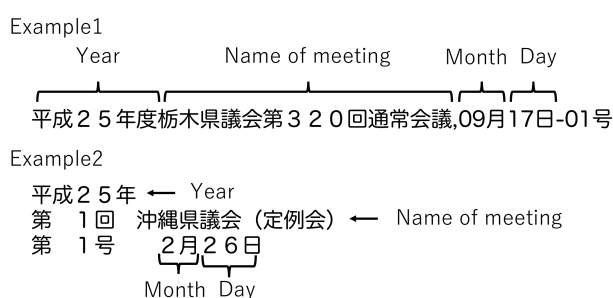 Example1
Year Name of meeting Month Day
平成２５年度栃木県議会第３２０回通常会議,09月17日-01号
Example2
平成２５年 Year
第　１回　沖縄県議会（定例会） Name of meeting
第　１号　　２月２６日
Month Day